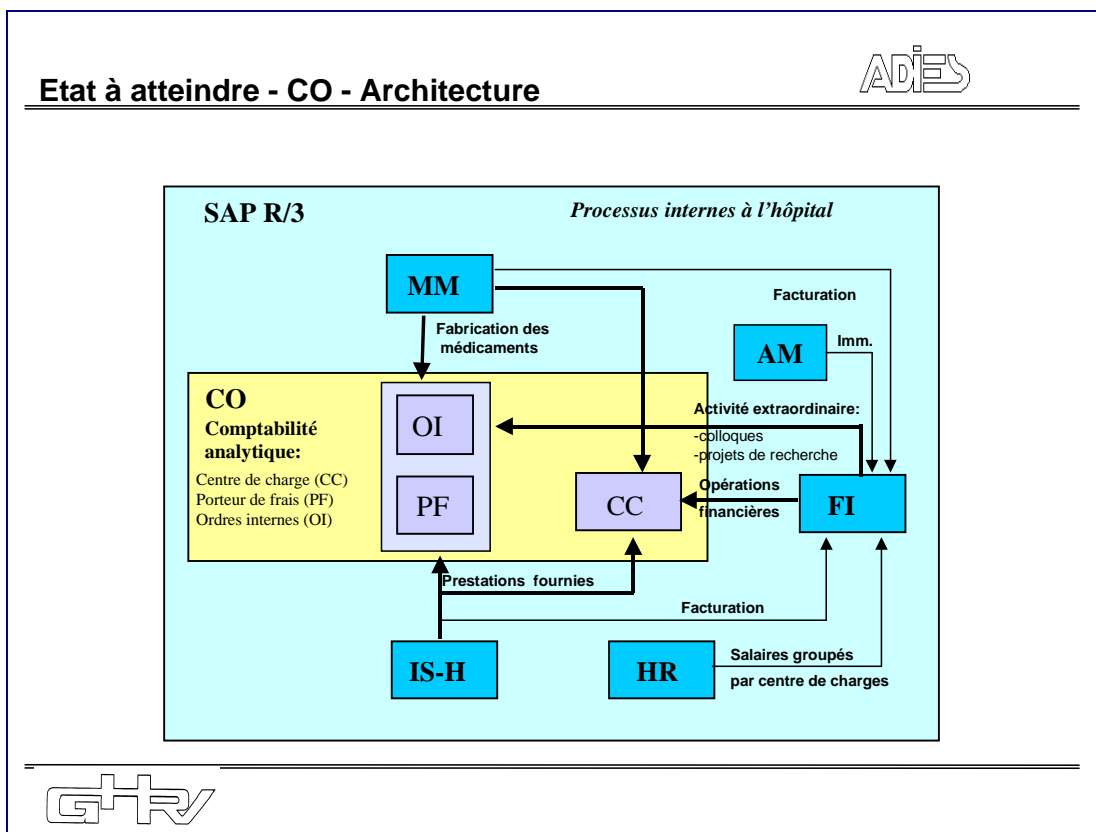 Etat à atteindre - CO - Architecture
ADIES
SAP R/3
Processus internes à l’hôpital
MM
Facturation
Fabrication des
médicaments
AM
Imm.
CO
Comptabilité
analytique:
Centre de charge (CC)
Porteur de frais (PF)
Ordres internes (OI)
OI
PF
Activité extraordinaire:
-colloques
-projets de recherche
CC
Opérations
financières
FI
Prestations fournies
Facturation
IS-H
HR
Salaires groupés
par centre de charges
GHRV